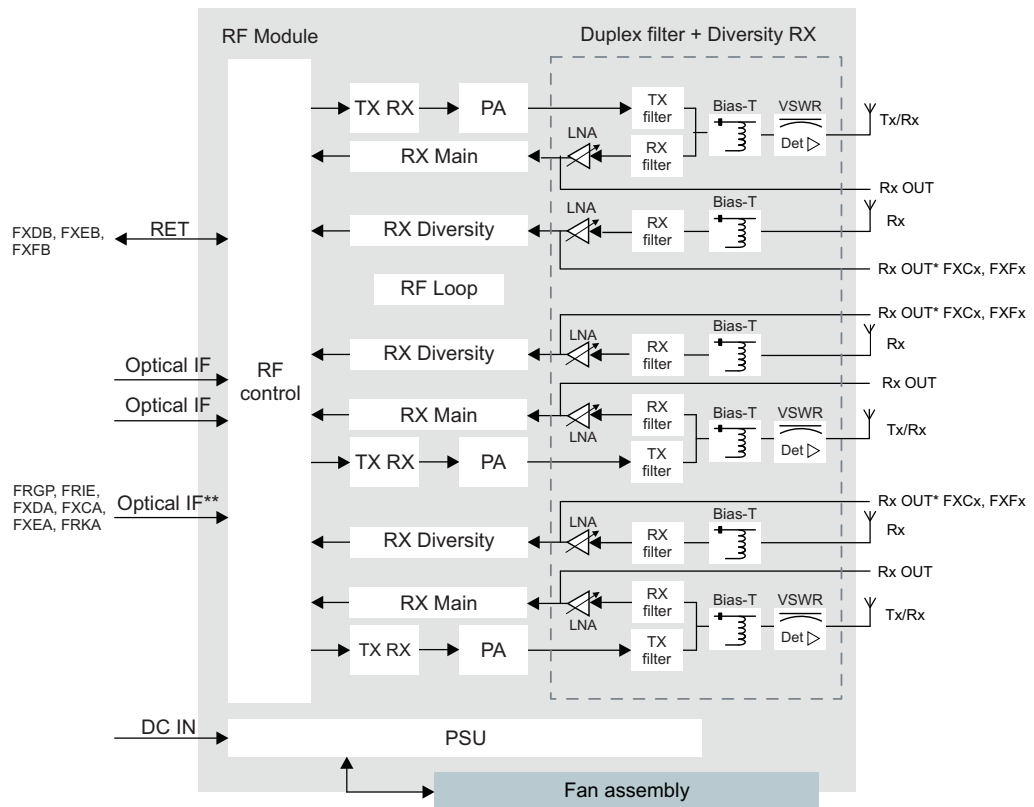 RF Module
Duplex filter + Diversity RX
TX RX
PA
TX
filter
Bias-T
VSWR
Det
Tx/Rx
LNA
RX Main
RX
filter
Rx OUT
FXDB, FXEB,
FXFB
RET
RX Diversity
LNA
RX
filter
Bias-T
Rx
Rx OUT* FXCx, FXFx
RF Loop
Rx OUT* FXCx, FXFx
RX Diversity
LNA
RX
filter
Bias-T
Rx
Optical IF
Optical IF
RF
control
Rx OUT
RX Main
LNA
RX
filter
Bias-T
VSWR
Det
Tx/Rx
TX RX
PA
TX
filter
FRGP, FRIE,
FXDA, FXCA,
FXEA, FRKA
Optical IF**
Rx OUT* FXCx, FXFx
RX Diversity
LNA
RX
filter
Bias-T
Rx
Rx OUT
RX Main
LNA
RX
filter
Bias-T
VSWR
Det
Tx/Rx
TX RX
PA
TX
filter
DC IN
PSU
Fan assembly